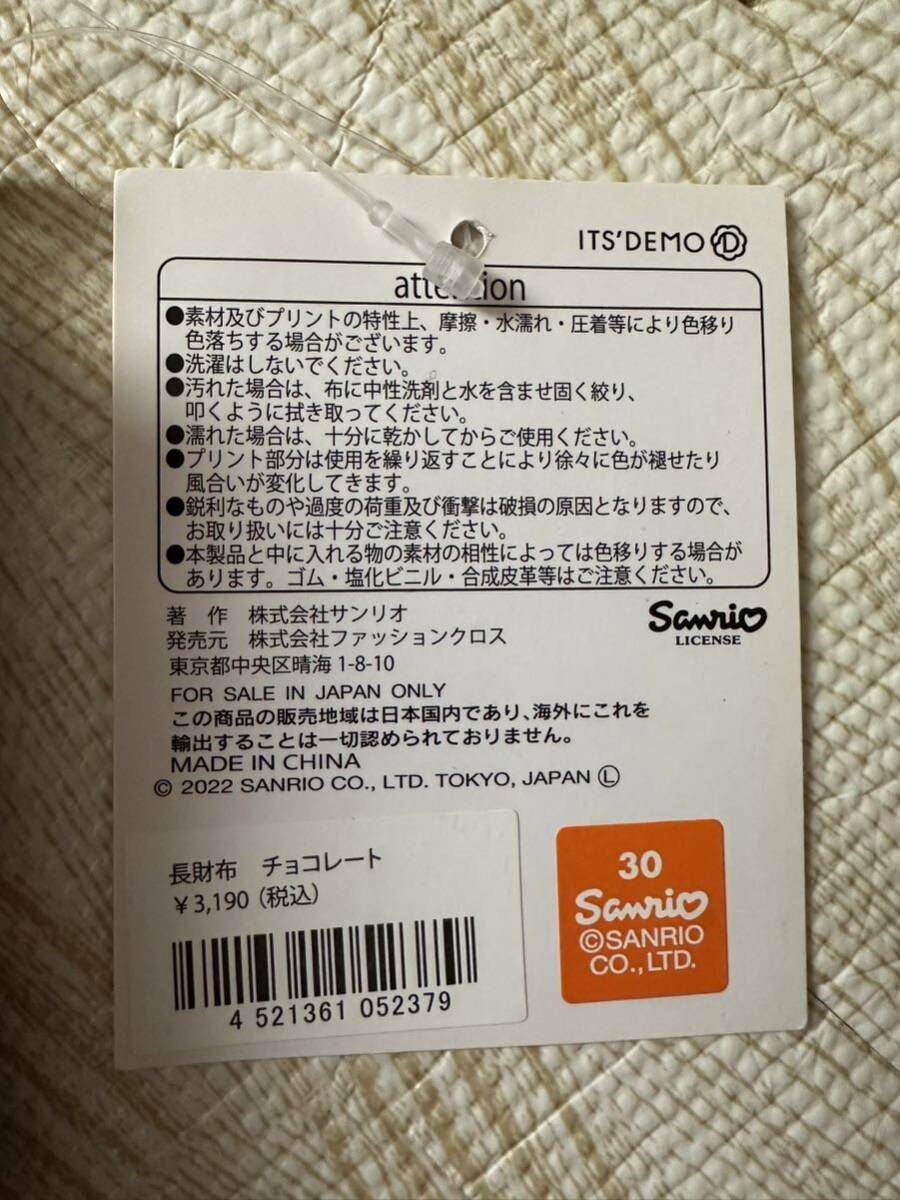 ITS'DEMO D
attention
●素材及びプリントの特性上、摩擦・水濡れ・圧着等により色移り
色落ちする場合がございます。
●洗濯はしないでください。
●汚れた場合は、布に中性洗剤と水を含ませ固く絞り、
叩くように拭き取ってください。
●濡れた場合は、十分に乾かしてからご使用ください。
●プリント部分は使用を繰り返すことにより徐々に色が褪せたり
風合いが変化してきます。
●鋭利なものや過度の荷重及び衝撃は破損の原因となりますので、
お取り扱いには十分ご注意ください。
●本製品と中に入れる物の素材の相性によっては色移りする場合が
あります。ゴム・塩化ビニル・合成皮革等はご注意ください。
著 作 株式会社サンリオ
発売元 株式会社ファッションクロス
東京都中央区晴海 1-8-10
Sanrio
LICENSE
FOR SALE IN JAPAN ONLY
この商品の販売地域は日本国内であり、海外にこれを
輸出することは一切認められておりません。
MADE IN CHINA
© 2022 SANRIO CO., LTD. TOKYO, JAPAN Ⓛ
長財布 チョコレート
¥3,190（税込）
4 521361 052379
30
Sanrio
©SANRIO
CO.,LTD.